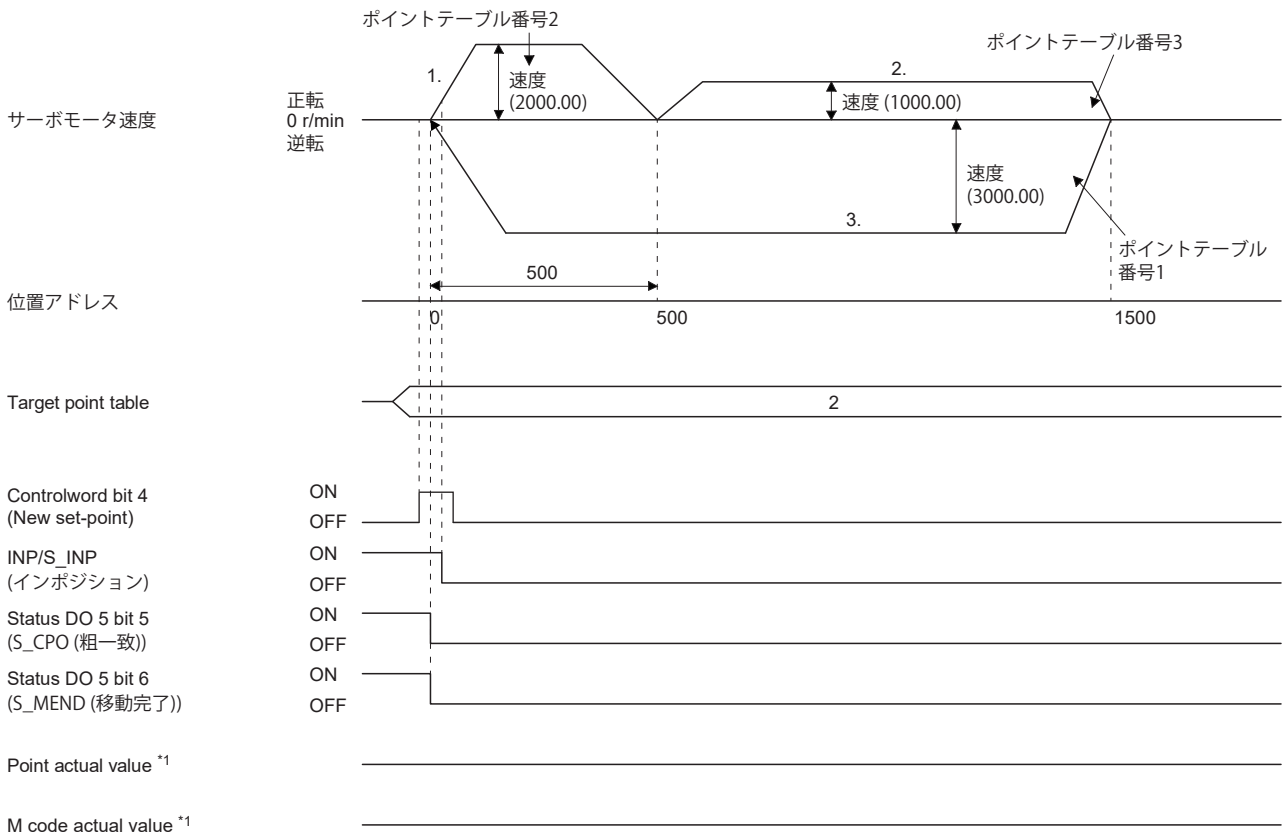 ポイントテーブル番号2
ポイントテーブル番号3
1.
速度
(2000.00)
2.
速度 (1000.00)
サーボモータ速度
正転
0 r/min
逆転
速度
(3000.00)
3.
ポイントテーブル
番号1
500
位置アドレス
0
500
1500
Target point table
2
Controlword bit 4
(New set-point)
ON
OFF
INP/S_INP
(インポジション)
ON
OFF
Status DO 5 bit 5
(S_CPO (粗一致))
ON
OFF
Status DO 5 bit 6
(S_MEND (移動完了))
ON
OFF
Point actual value *1
M code actual value *1